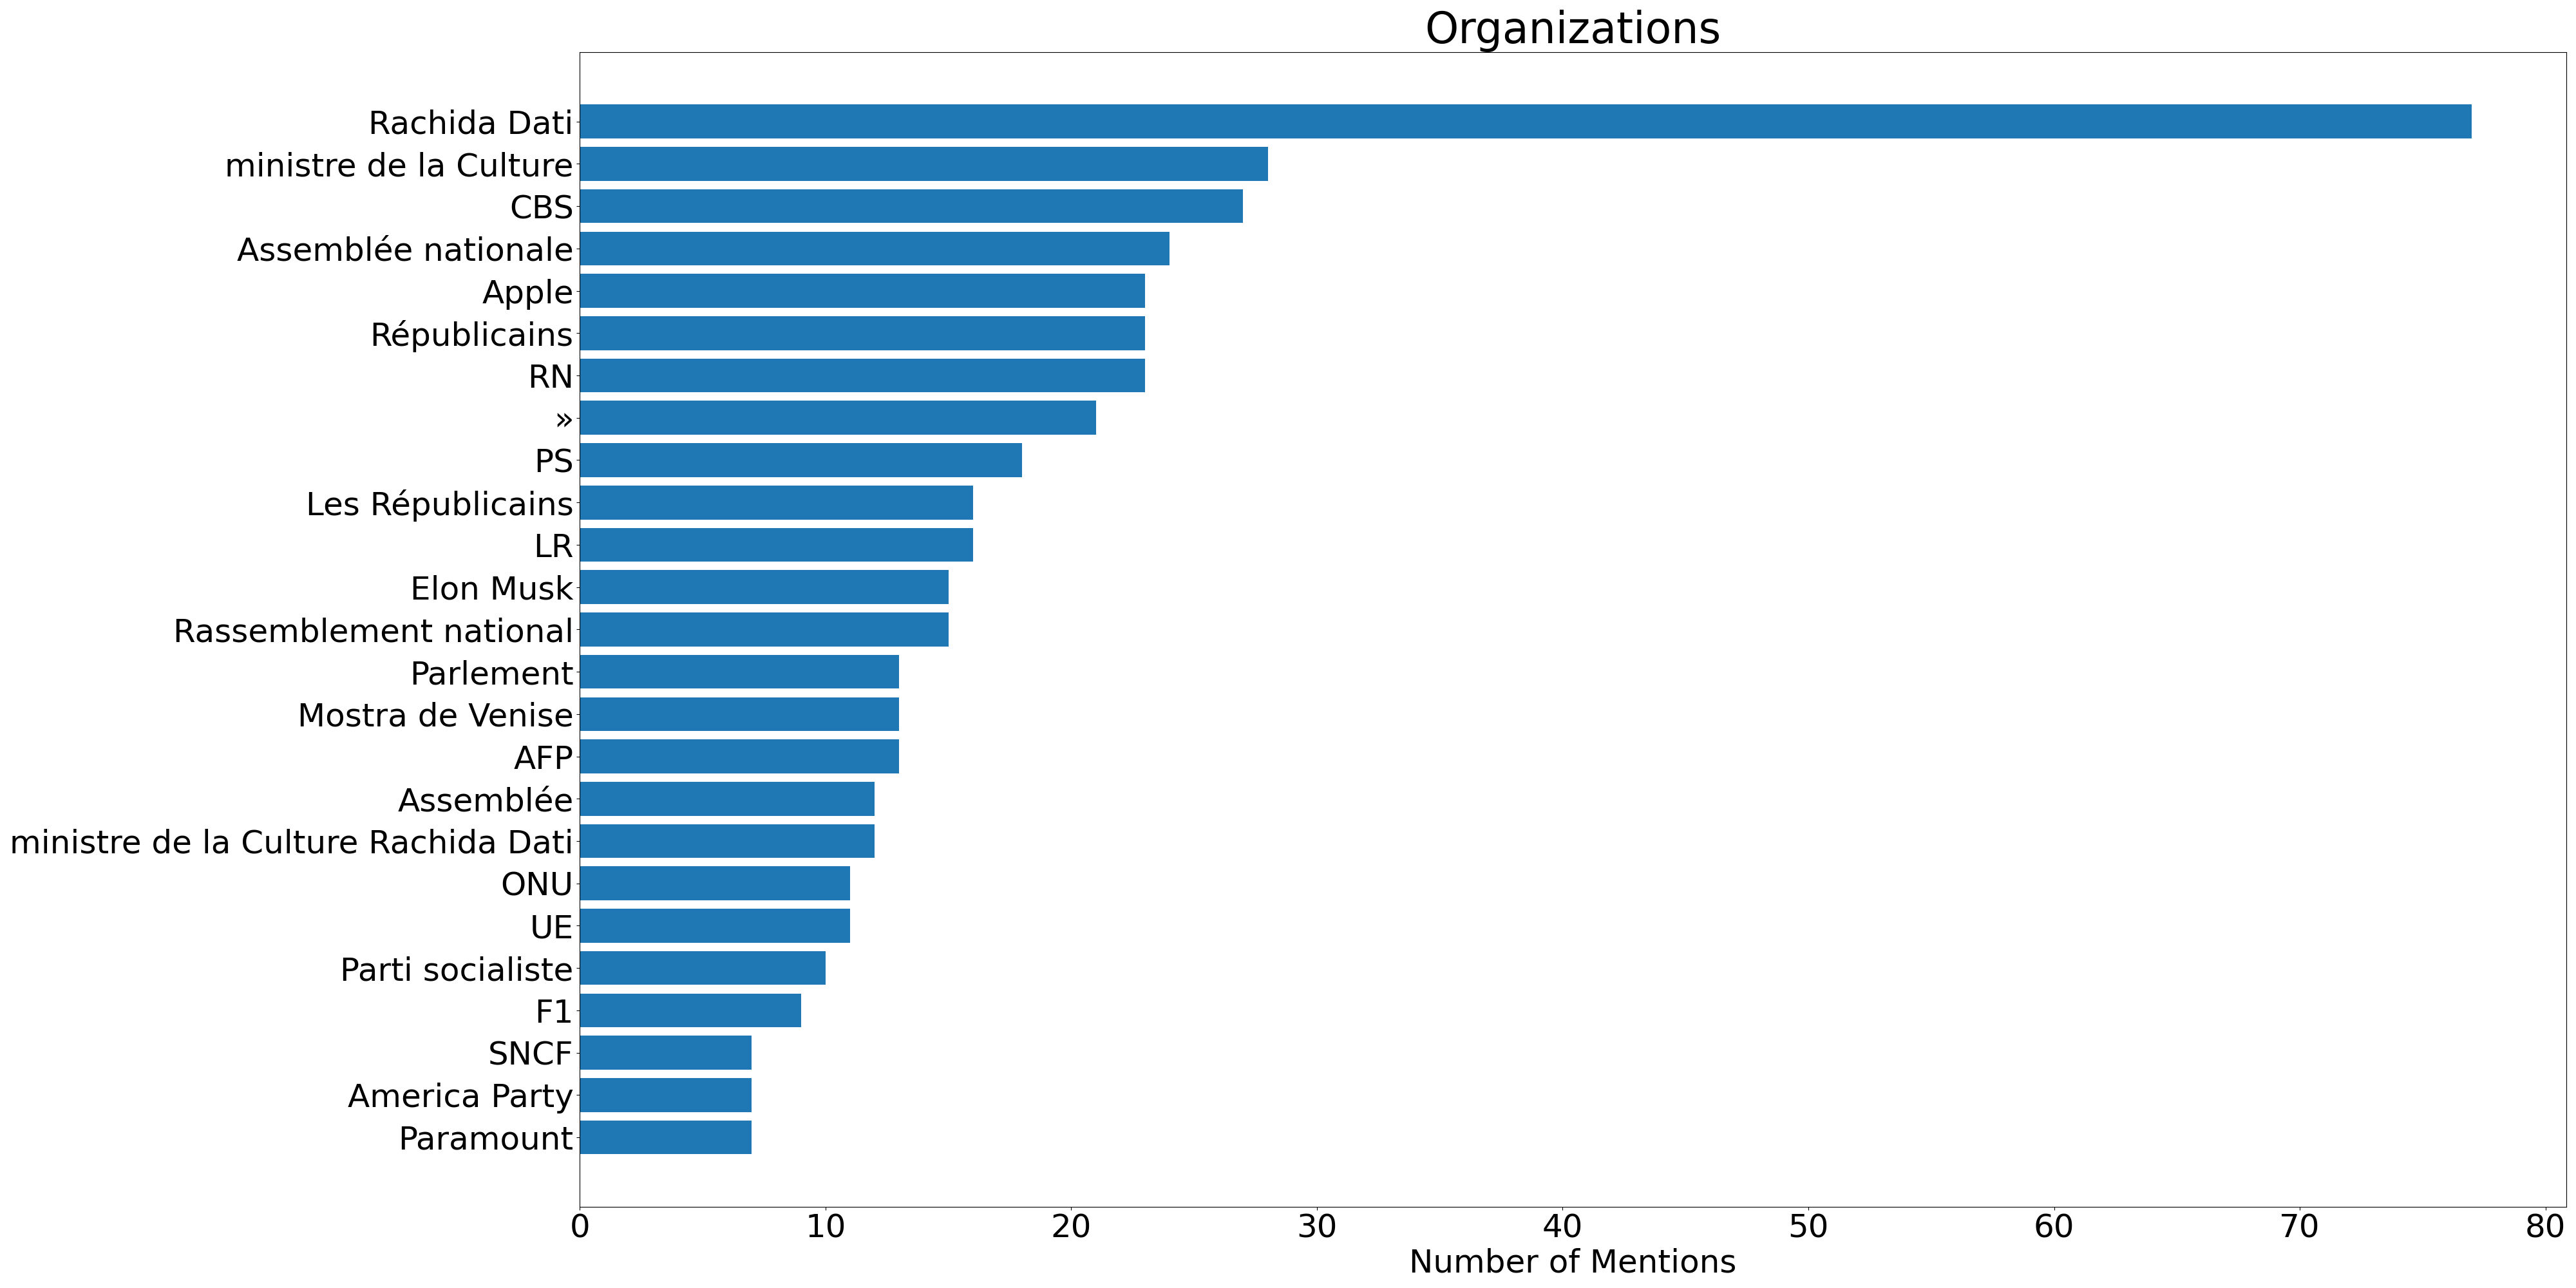 Organizations
Rachida Dati
ministre de la Culture
CBS
Assemblée nationale
Apple
Républicains
RN
»
PS
Les Républicains
LR
Elon Musk
Rassemblement national
Parlement
Mostra de Venise
AFP
Assemblée
ministre de la Culture Rachida Dati
ONU
UE
Parti socialiste
F1
SNCF
America Party
Paramount
0 10 20 30 40 50 60 70 80
Number of Mentions